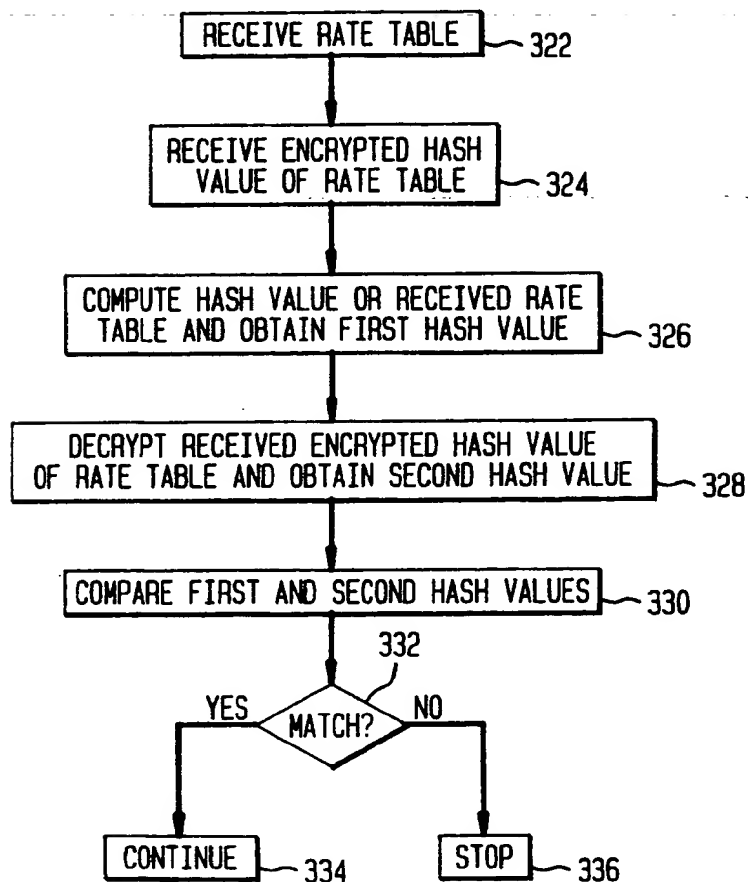 RECEIVE RATE TABLE
322
RECEIVE ENCRYPTED HASH
VALUE OF RATE TABLE
324
COMPUTE HASH VALUE OR RECEIVED RATE
TABLE AND OBTAIN FIRST HASH VALUE
326
DECRYPT RECEIVED ENCRYPTED HASH VALUE
OF RATE TABLE AND OBTAIN SECOND HASH VALUE
328
COMPARE FIRST AND SECOND HASH VALUES
330
332
YES
MATCH?
NO
CONTINUE
334
STOP
336